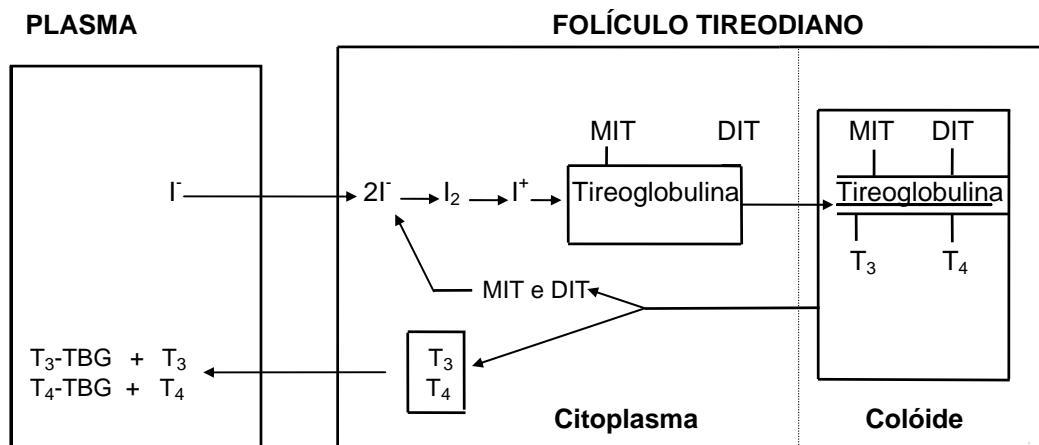 PLASMA FOLÍCULO TIREODIANO
MIT DIT MIT DIT
I⁻ 2I⁻ I₂ I⁺ Tireoglobulina Tireoglobulina
T₃ T₄
MIT e DIT
T₃-TBG + T₃ T₃
T₄-TBG + T₄ T₄
Citoplasma Colóide